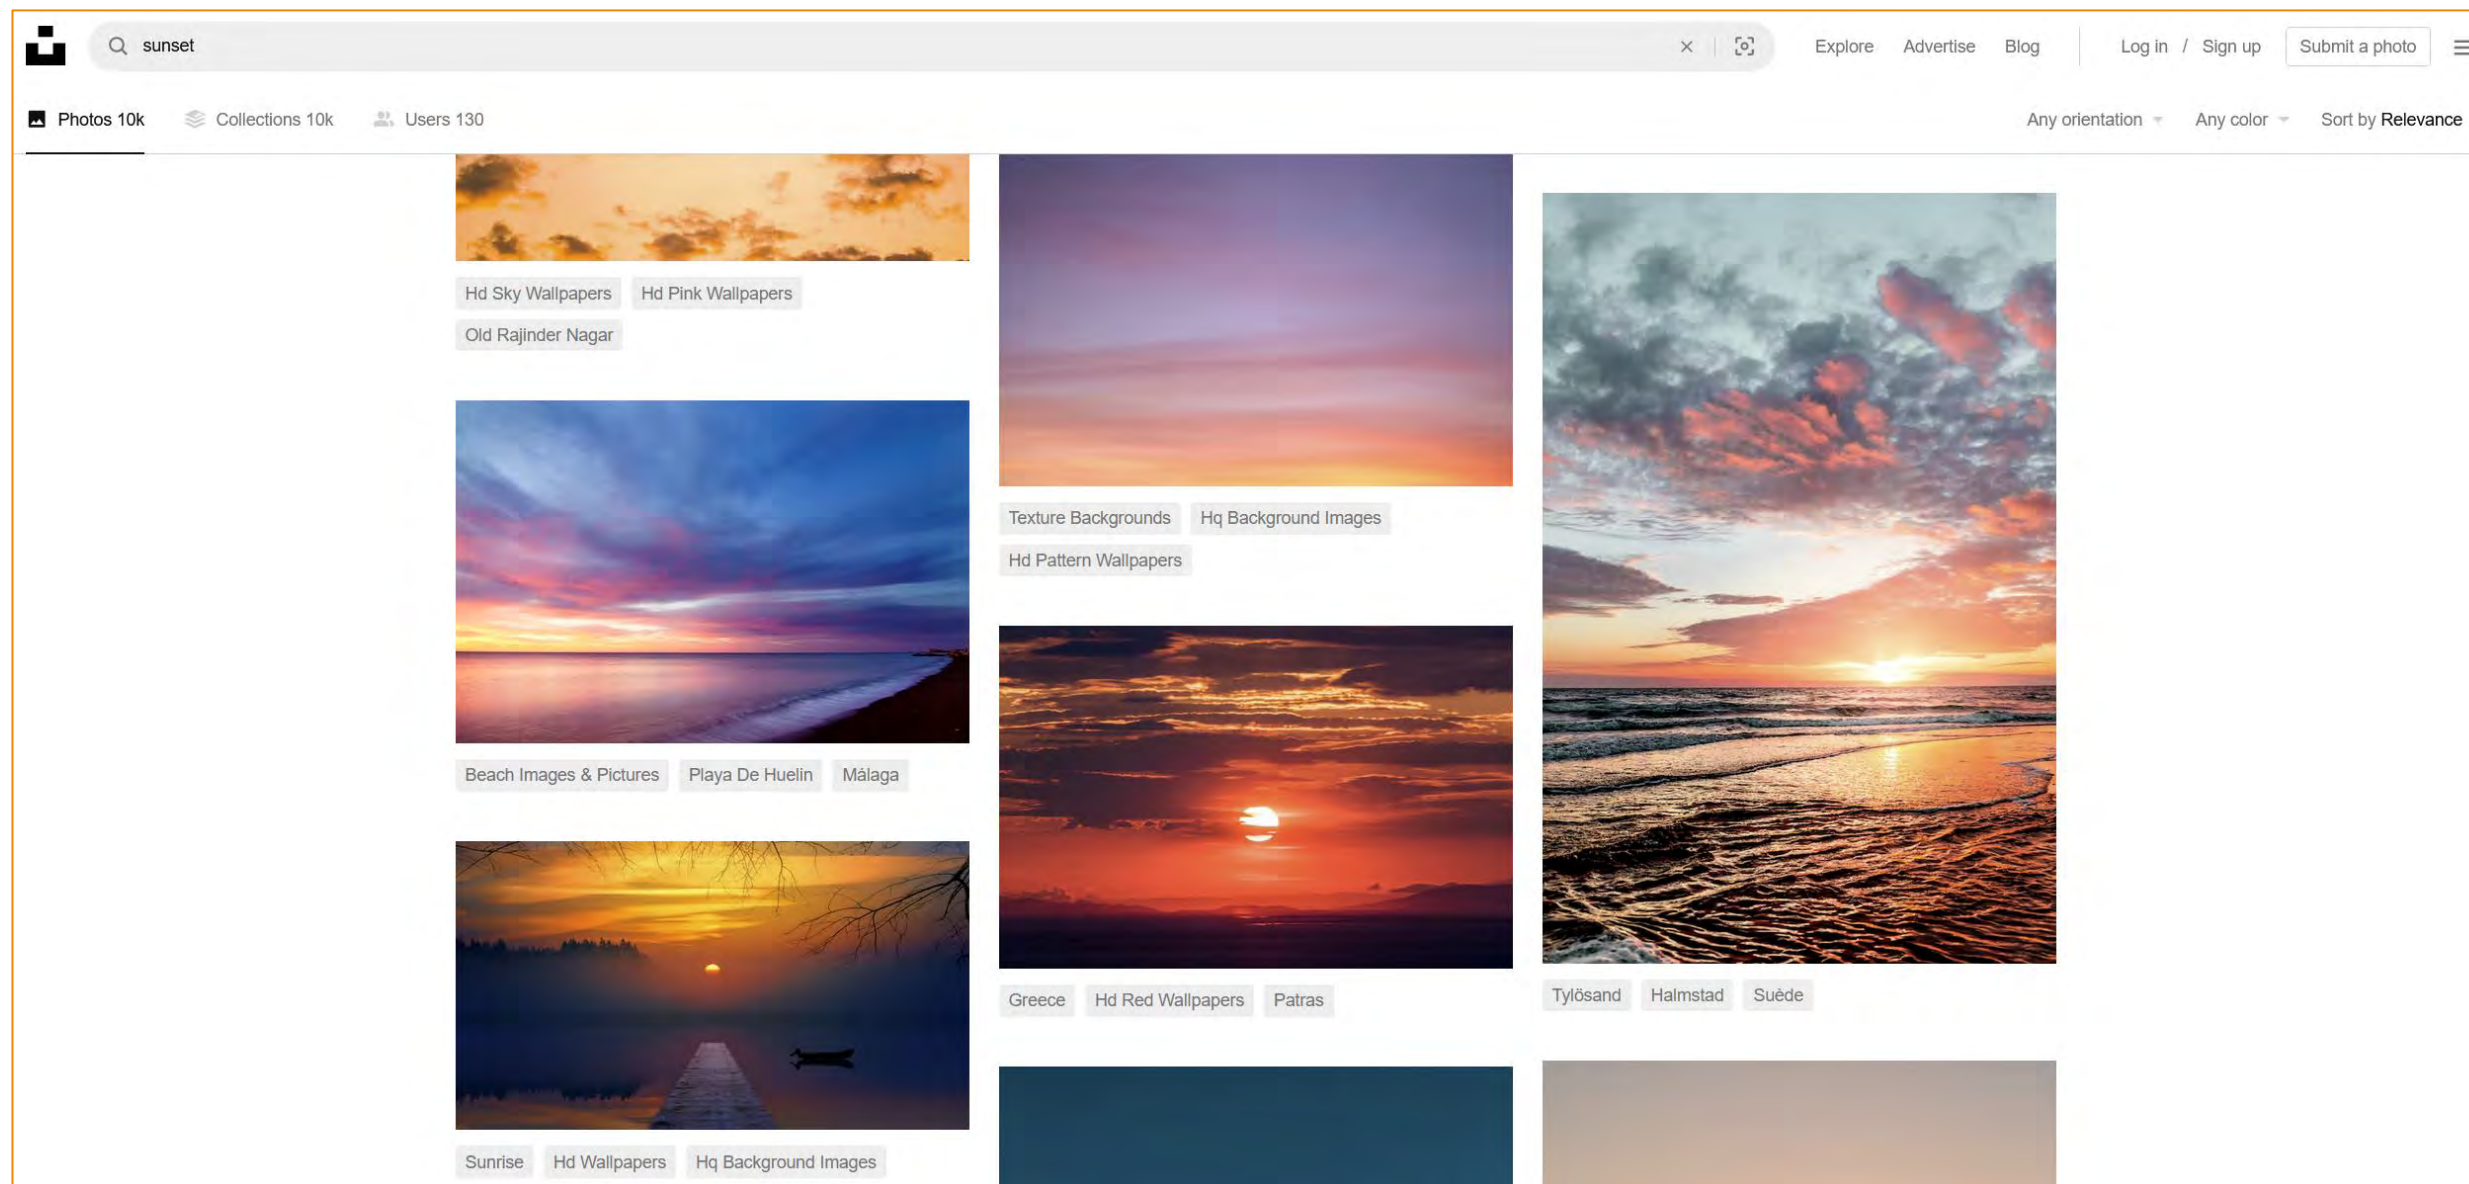 sunset
Explore Advertise Blog Log in / Sign up Submit a photo
Photos 10k Collections 10k Users 130 Any orientation Any color Sort by Relevance
Hd Sky Wallpapers Hd Pink Wallpapers
Old Rajinder Nagar
Texture Backgrounds Hq Background Images
Hd Pattern Wallpapers
Beach Images & Pictures Playa De Huelin Málaga
Greece Hd Red Wallpapers Patras
Tylösand Halmstad Suède
Sunrise Hd Wallpapers Hq Background Images